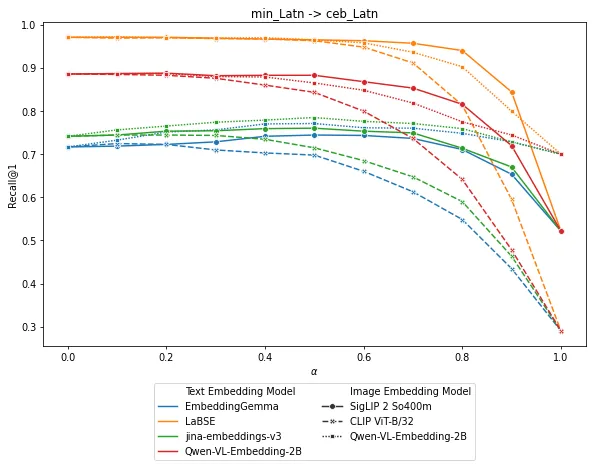 min_Latn -> ceb_Latn
Recall@1
1.0
0.9
0.8
0.7
0.6
0.5
0.4
0.3
0.0 0.2 0.4 0.6 0.8 1.0
α
Text Embedding Model
EmbeddingGemma
LaBSE
jina-embeddings-v3
Qwen-VL-Embedding-2B
Image Embedding Model
SigLIP 2 So400m
CLIP ViT-B/32
Qwen-VL-Embedding-2B